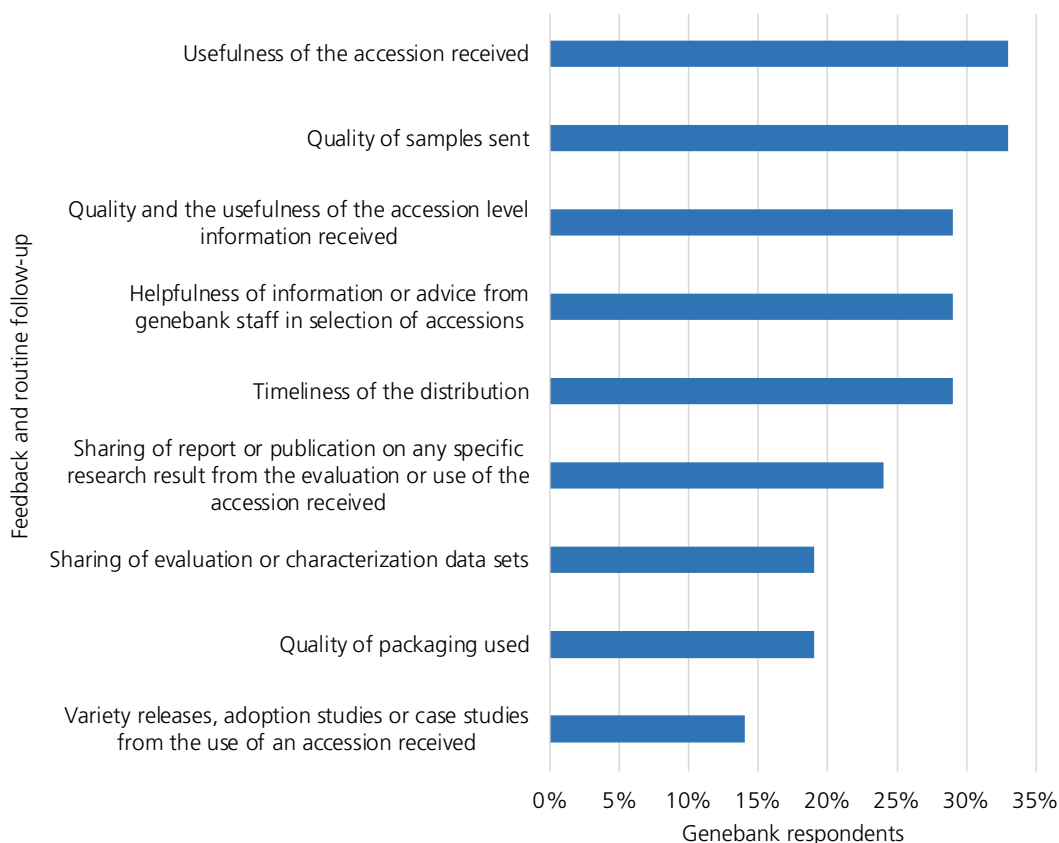 Feedback and routine follow-up
Usefulness of the accession received
Quality of samples sent
Quality and the usefulness of the accession level
information received
Helpfulness of information or advice from
genebank staff in selection of accessions
Timeliness of the distribution
Sharing of report or publication on any specific
research result from the evaluation or use of the
accession received
Sharing of evaluation or characterization data sets
Quality of packaging used
Variety releases, adoption studies or case studies
from the use of an accession received
0% 5% 10% 15% 20% 25% 30% 35%
Genebank respondents